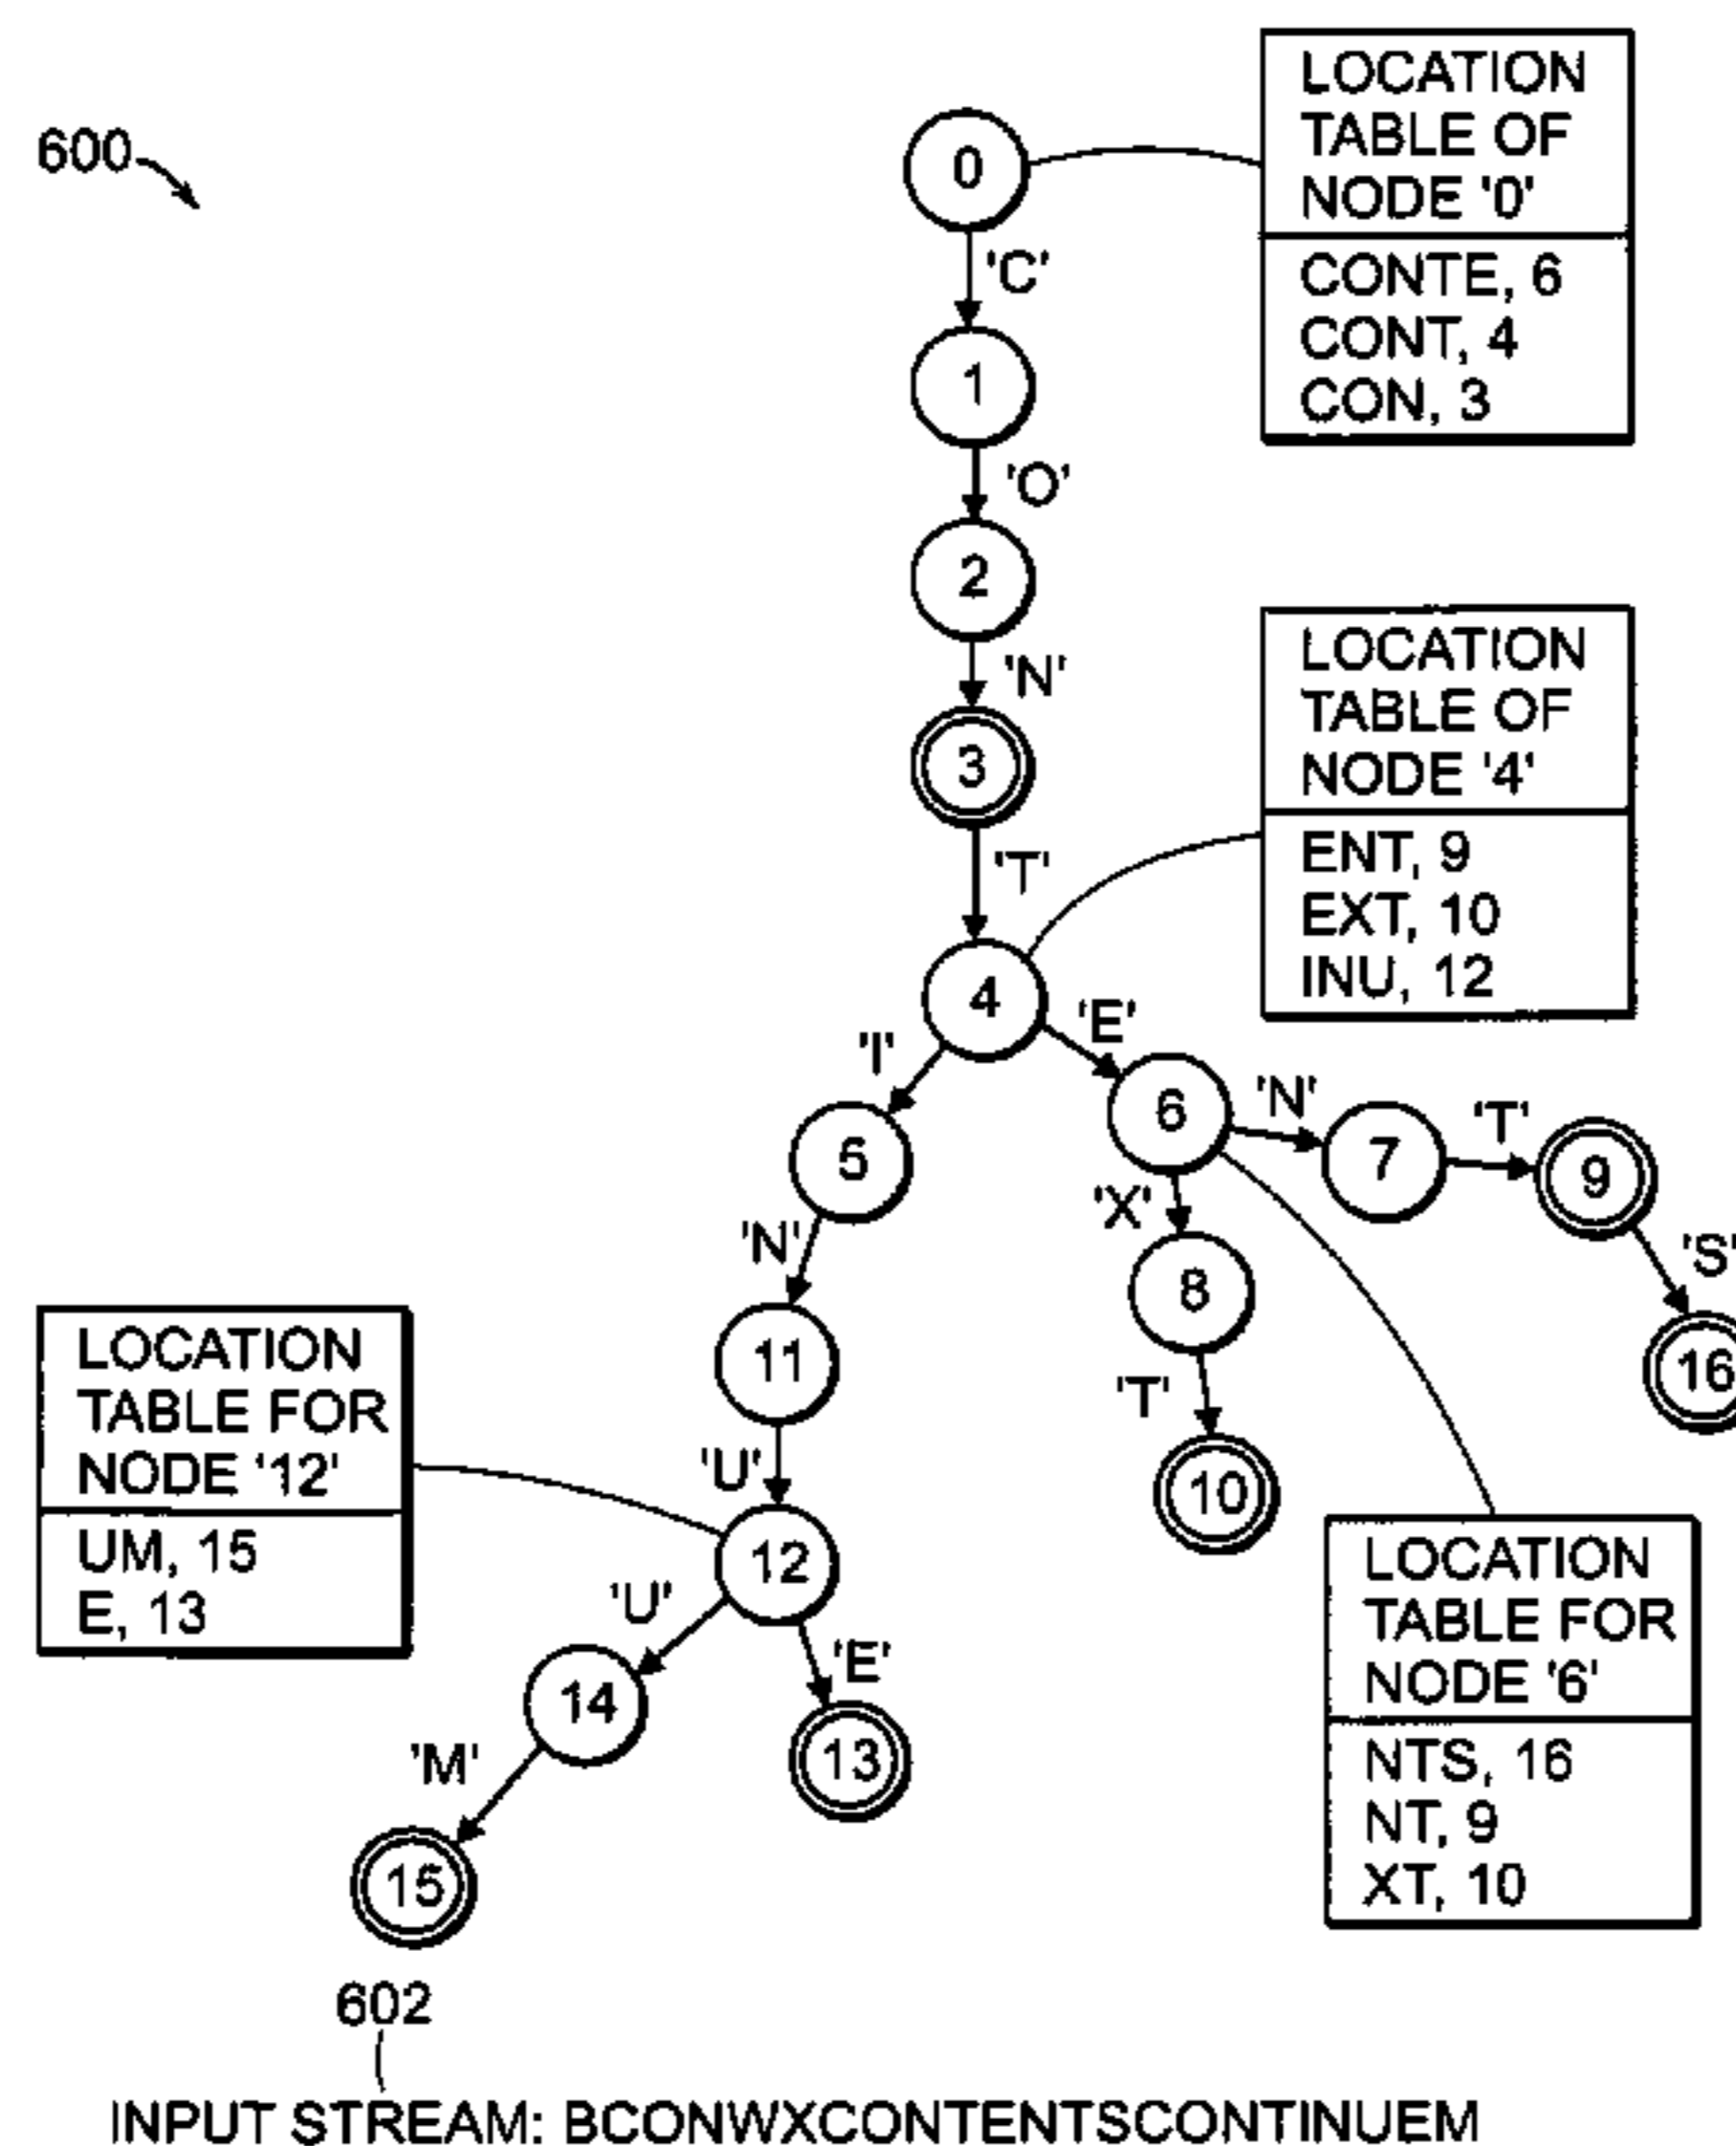 600
0
LOCATION
TABLE OF
NODE '0'
CONTE, 6
CONT, 4
CON, 3
'C'
1
'O'
2
'N'
3
'T'
4
LOCATION
TABLE OF
NODE '4'
ENT, 9
EXT, 10
INU, 12
'I'
'E'
5
6
'N'
7
'T'
9
'S'
16
'X'
8
'T'
10
'N'
11
'U'
12
LOCATION
TABLE FOR
NODE '12'
UM, 15
E, 13
'U'
'E'
14
13
'M'
15
LOCATION
TABLE FOR
NODE '6'
NTS, 16
NT, 9
XT, 10
602
INPUT STREAM: BCONWXCONTENTSCONTINUEM